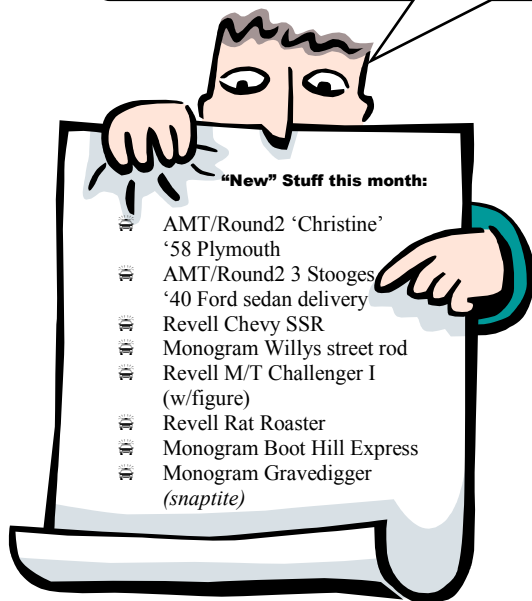 “New” Stuff this month:
AMT/Round2 ‘Christine’
‘58 Plymouth
AMT/Round2 3 Stooges
‘40 Ford sedan delivery
Revell Chevy SSR
Monogram Willys street rod
Revell M/T Challenger I
(w/figure)
Revell Rat Roaster
Monogram Boot Hill Express
Monogram Gravedigger
(snaptite)